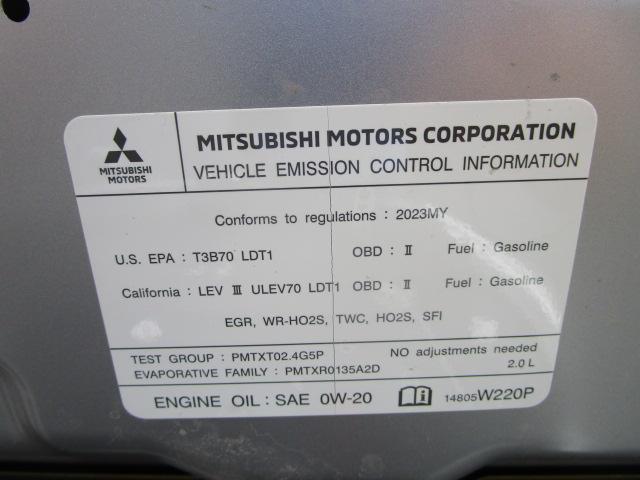 MITSUBISHI MOTORS CORPORATION
MITSUBISHI
MOTORS
VEHICLE EMISSION CONTROL INFORMATION
Conforms to regulations : 2023MY
U.S. EPA : T3B70 LDT1 OBD : II Fuel : Gasoline
California : LEV III ULEV70 LDT1 OBD : II Fuel : Gasoline
EGR, WR-HO2S, TWC, HO2S, SFI
TEST GROUP : PMTXT02.4G5P NO adjustments needed
EVAPORATIVE FAMILY : PMTXR0135A2D 2.0 L
ENGINE OIL : SAE 0W-20 14805W220P